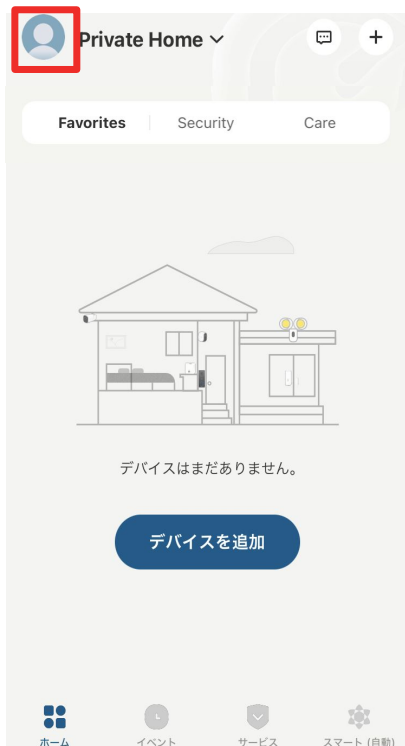 Private Home
Favorites
Security
Care
デバイスはまだありません。
デバイスを追加
ホーム
イベント
サービス
スマート (自動)